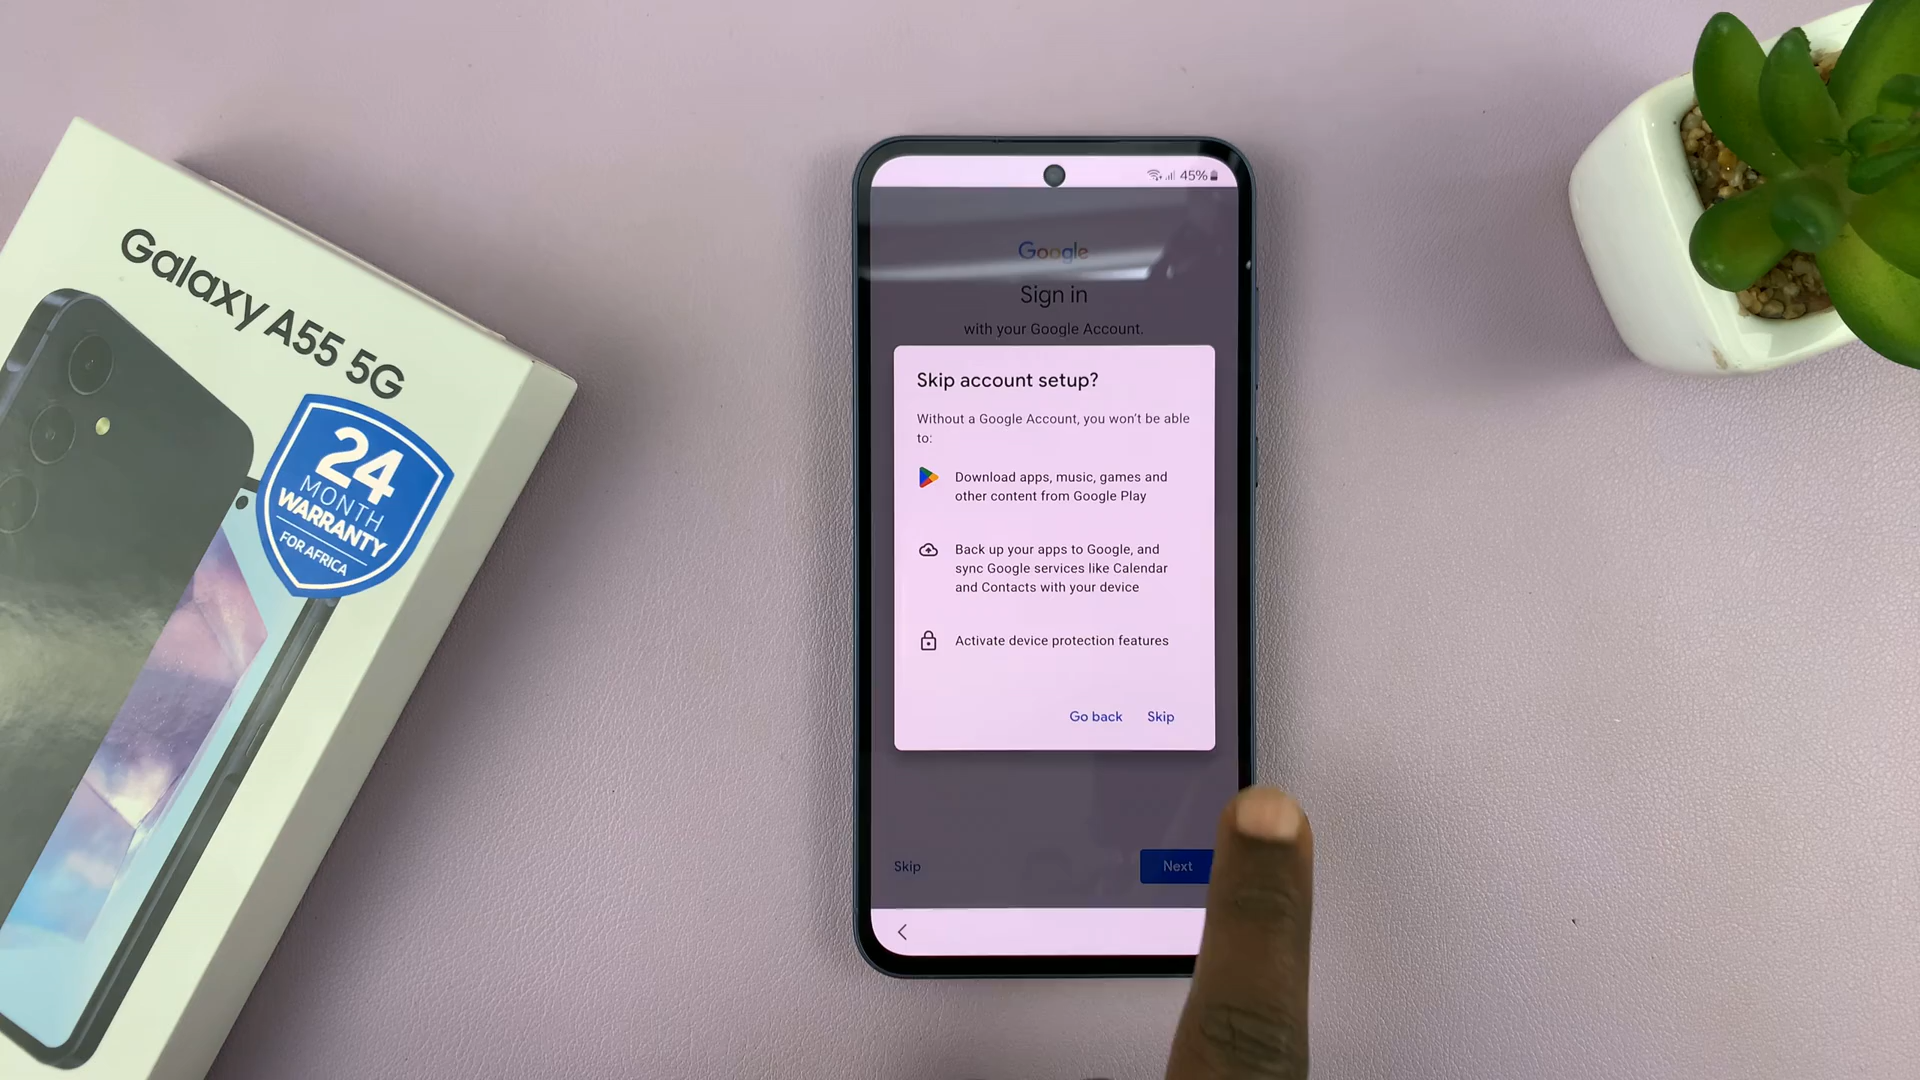 Galaxy A55 5G
24
MONTH
WARRANTY
FOR AFRICA
45%
Google
Sign in
with your Google Account.
Skip account setup?
Without a Google Account, you won't be able
to:
Download apps, music, games and
other content from Google Play
Back up your apps to Google, and
sync Google services like Calendar
and Contacts with your device
Activate device protection features
Go back Skip
Skip Next